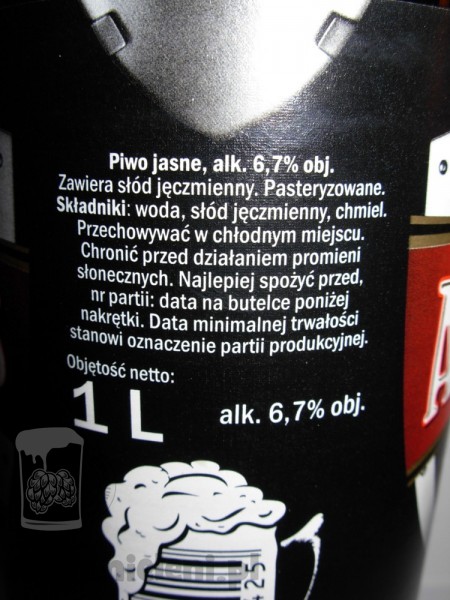 Piwo jasne, alk. 6,7% obj.
Zawiera słód jęczmienny. Pasteryzowane.
Składniki: woda, słód jęczmienny, chmiel.
Przechowywać w chłodnym miejscu.
Chronić przed działaniem promieni
słonecznych. Najlepiej spożyć przed,
nr partii: data na butelce poniżej
nakrętki. Data minimalnej trwałości
stanowi oznaczenie partii produkcyjnej.
Objętość netto:
1 L
alk. 6,7% obj.
425